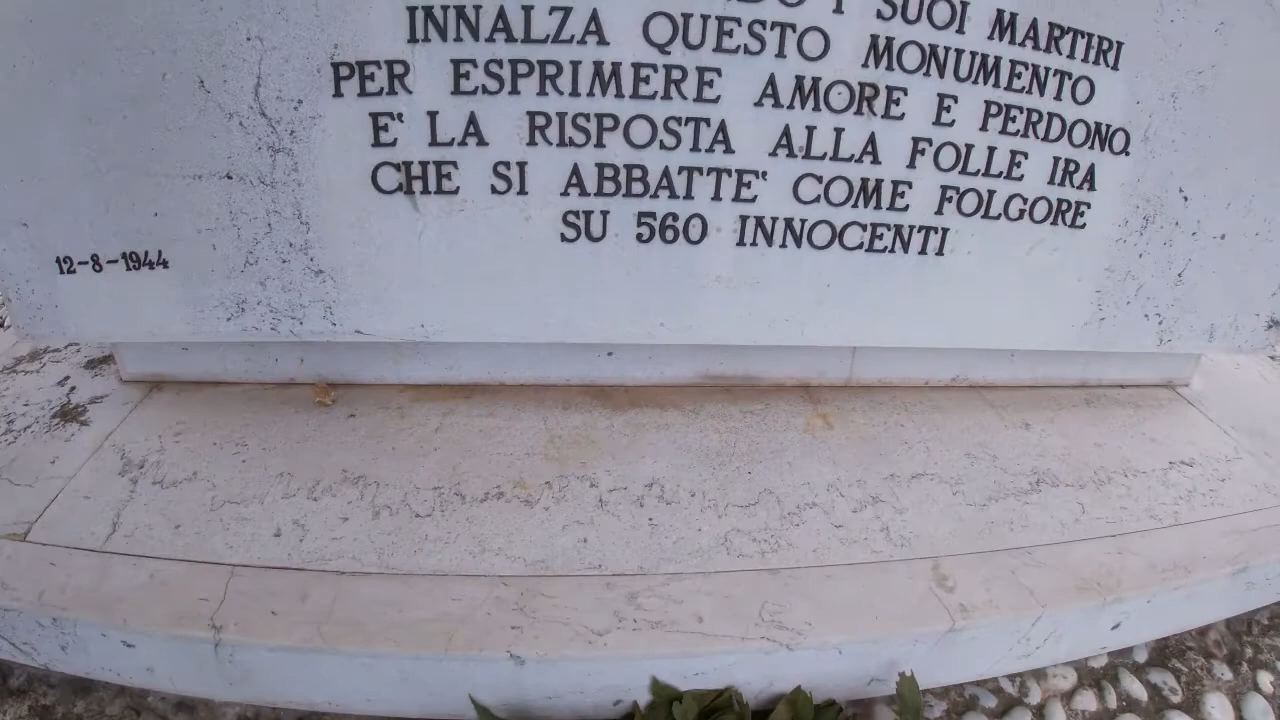 I SUOI MARTIRI
INNALZA QUESTO MONUMENTO
PER ESPRIMERE AMORE E PERDONO.
E' LA RISPOSTA ALLA FOLLE IRA
CHE SI ABBATTE' COME FOLGORE
SU 560 INNOCENTI
12-8-1944